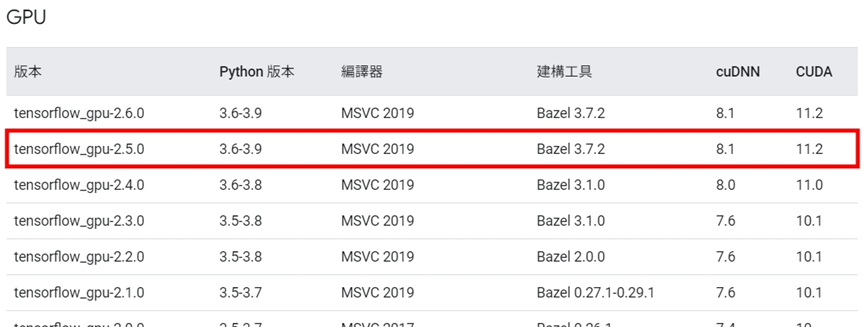 GPU
版本 Python 版本 編譯器 建構工具 cuDNN CUDA
tensorflow_gpu-2.6.0 3.6-3.9 MSVC 2019 Bazel 3.7.2 8.1 11.2
tensorflow_gpu-2.5.0 3.6-3.9 MSVC 2019 Bazel 3.7.2 8.1 11.2
tensorflow_gpu-2.4.0 3.6-3.8 MSVC 2019 Bazel 3.1.0 8.0 11.0
tensorflow_gpu-2.3.0 3.5-3.8 MSVC 2019 Bazel 3.1.0 7.6 10.1
tensorflow_gpu-2.2.0 3.5-3.8 MSVC 2019 Bazel 2.0.0 7.6 10.1
tensorflow_gpu-2.1.0 3.5-3.7 MSVC 2019 Bazel 0.27.1-0.29.1 7.6 10.1